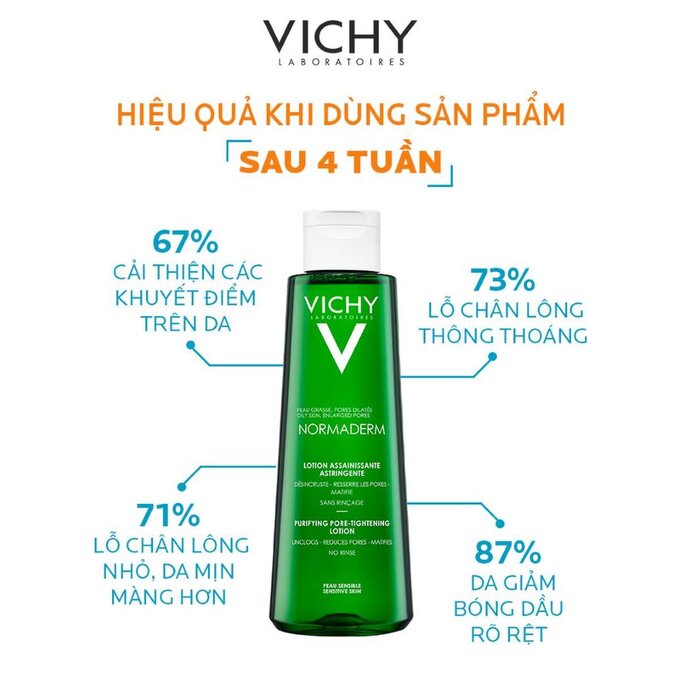 VICHY
LABORATOIRES
HIỆU QUẢ KHI DÙNG SẢN PHẨM
SAU 4 TUẦN
67%
CẢI THIỆN CÁC
KHUYẾT ĐIỂM
TRÊN DA
73%
LỖ CHÂN LÔNG
THÔNG THOÁNG
VICHY
LABORATOIRES
PEAU GRASSE, PORES DILATÉS
OILY SKIN, ENLARGED PORES
NORMADERM
LOTION ASSAINISSANTE
ASTRINGENTE
DÉSINCRUSTE - RESSERRE LES PORES -
MATIFIE
SANS RINÇAGE
PURIFYING PORE-TIGHTENING
LOTION
UNCLOGS - REDUCES PORES - MATIFIES
NO RINSE
PEAU SENSIBLE
SENSITIVE SKIN
71%
LỖ CHÂN LÔNG
NHỎ, DA MỊN
MÀNG HƠN
87%
DA GIẢM
BÓNG DẦU
RÕ RỆT